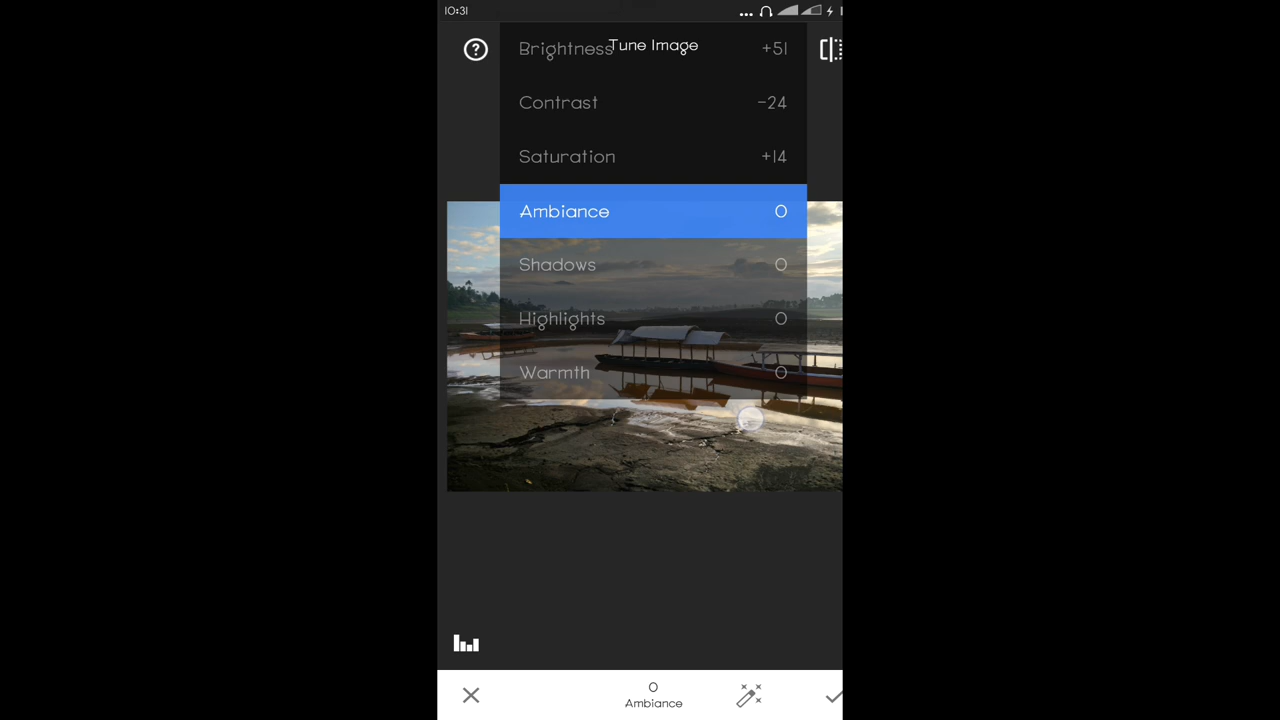 10:31
Tune Image
Brightness +51
Contrast -24
Saturation +14
Ambiance 0
Shadows 0
Highlights 0
Warmth 0
0
Ambiance